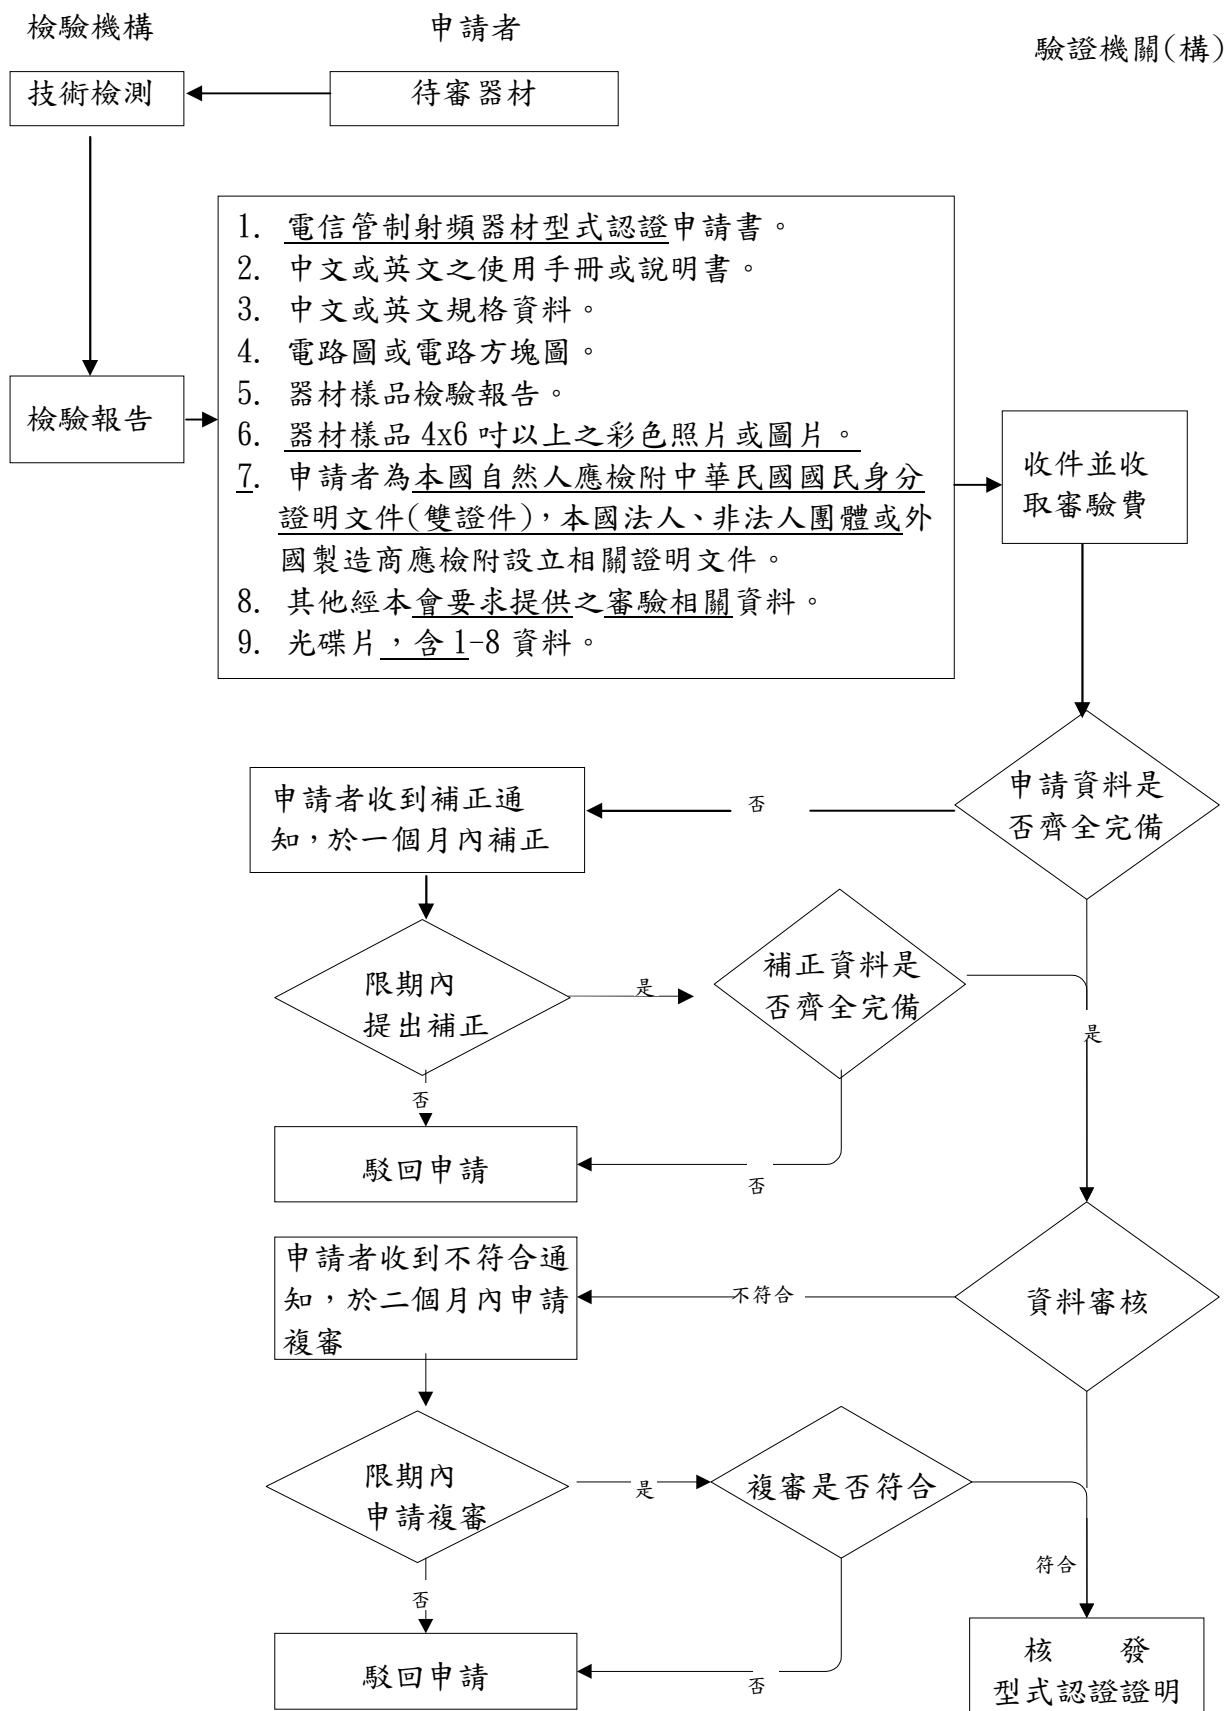 檢驗機構
申請者
驗證機關(構)
技術檢測
待審器材
1. 電信管制射頻器材型式認證申請書。
2. 中文或英文之使用手冊或說明書。
3. 中文或英文規格資料。
4. 電路圖或電路方塊圖。
5. 器材樣品檢驗報告。
6. 器材樣品 4x6 吋以上之彩色照片或圖片。
7. 申請者為本國自然人應檢附中華民國國民身分
證明文件(雙證件),本國法人、非法人團體或外
國製造商應檢附設立相關證明文件。
8. 其他經本會要求提供之審驗相關資料。
9. 光碟片,含 1-8 資料。
檢驗報告
收件並收
取審驗費
申請資料是
否齊全完備
否
申請者收到補正通
知,於一個月內補正
限期內
提出補正
是
補正資料是
否齊全完備
是
否
駁回申請
否
申請者收到不符合通
知,於二個月內申請
複審
不符合
資料審核
限期內
申請複審
是
複審是否符合
符合
否
駁回申請
否
核 發
型式認證證明